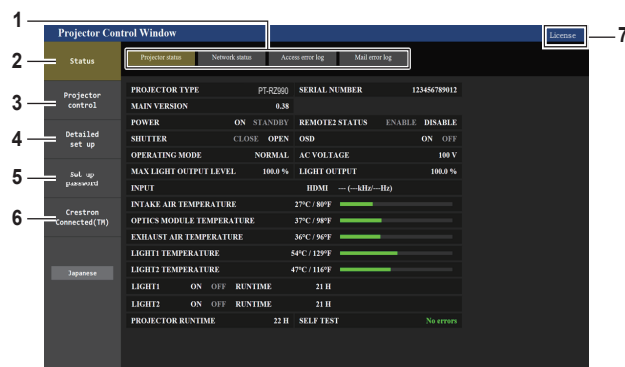 1
Projector Control Window
License
7
2
Status
Projector status
Network status
Access error log
Mail error log
3
Projector
control
4
Detailed
set up
5
Set up
password
6
Crestron
Connected(TM)
Japanese
PROJECTOR TYPE PT-RZ990 SERIAL NUMBER 123456789012
MAIN VERSION 0.38
POWER ON STANDBY REMOTE2 STATUS ENABLE DISABLE
SHUTTER CLOSE OPEN OSD ON OFF
OPERATING MODE NORMAL AC VOLTAGE 100 V
MAX LIGHT OUTPUT LEVEL 100.0 % LIGHT OUTPUT 100.0 %
INPUT HDMI --- (---kHz/---Hz)
INTAKE AIR TEMPERATURE 27°C / 80°F
OPTICS MODULE TEMPERATURE 37°C / 98°F
EXHAUST AIR TEMPERATURE 36°C / 96°F
LIGHT1 TEMPERATURE 54°C / 129°F
LIGHT2 TEMPERATURE 47°C / 116°F
LIGHT1 ON OFF RUNTIME 21 H
LIGHT2 ON OFF RUNTIME 21 H
PROJECTOR RUNTIME 22 H SELF TEST No errors